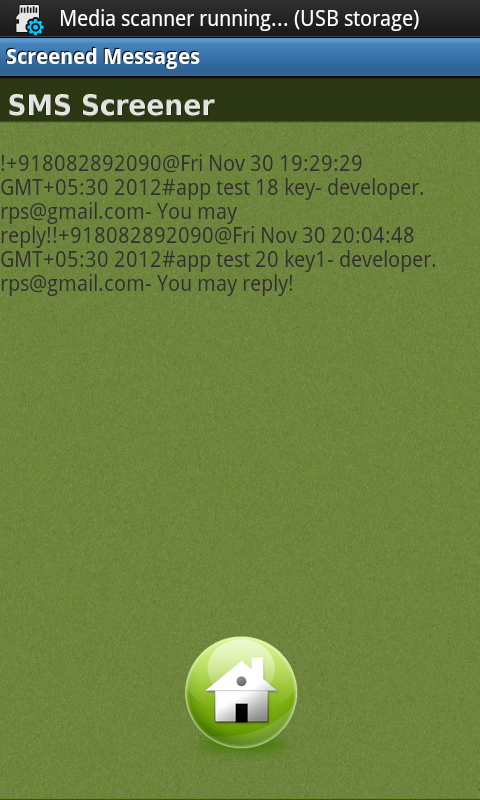 Media scanner running... (USB storage)
Screened Messages
SMS Screener
!+918082892090@Fri Nov 30 19:29:29
GMT+05:30 2012#app test 18 key- developer.
rps@gmail.com- You may
reply!!+918082892090@Fri Nov 30 20:04:48
GMT+05:30 2012#app test 20 key1- developer.
rps@gmail.com- You may reply!